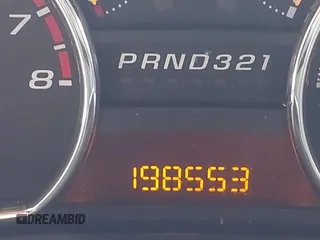 7
8
PRND321
198553
DREAMBID